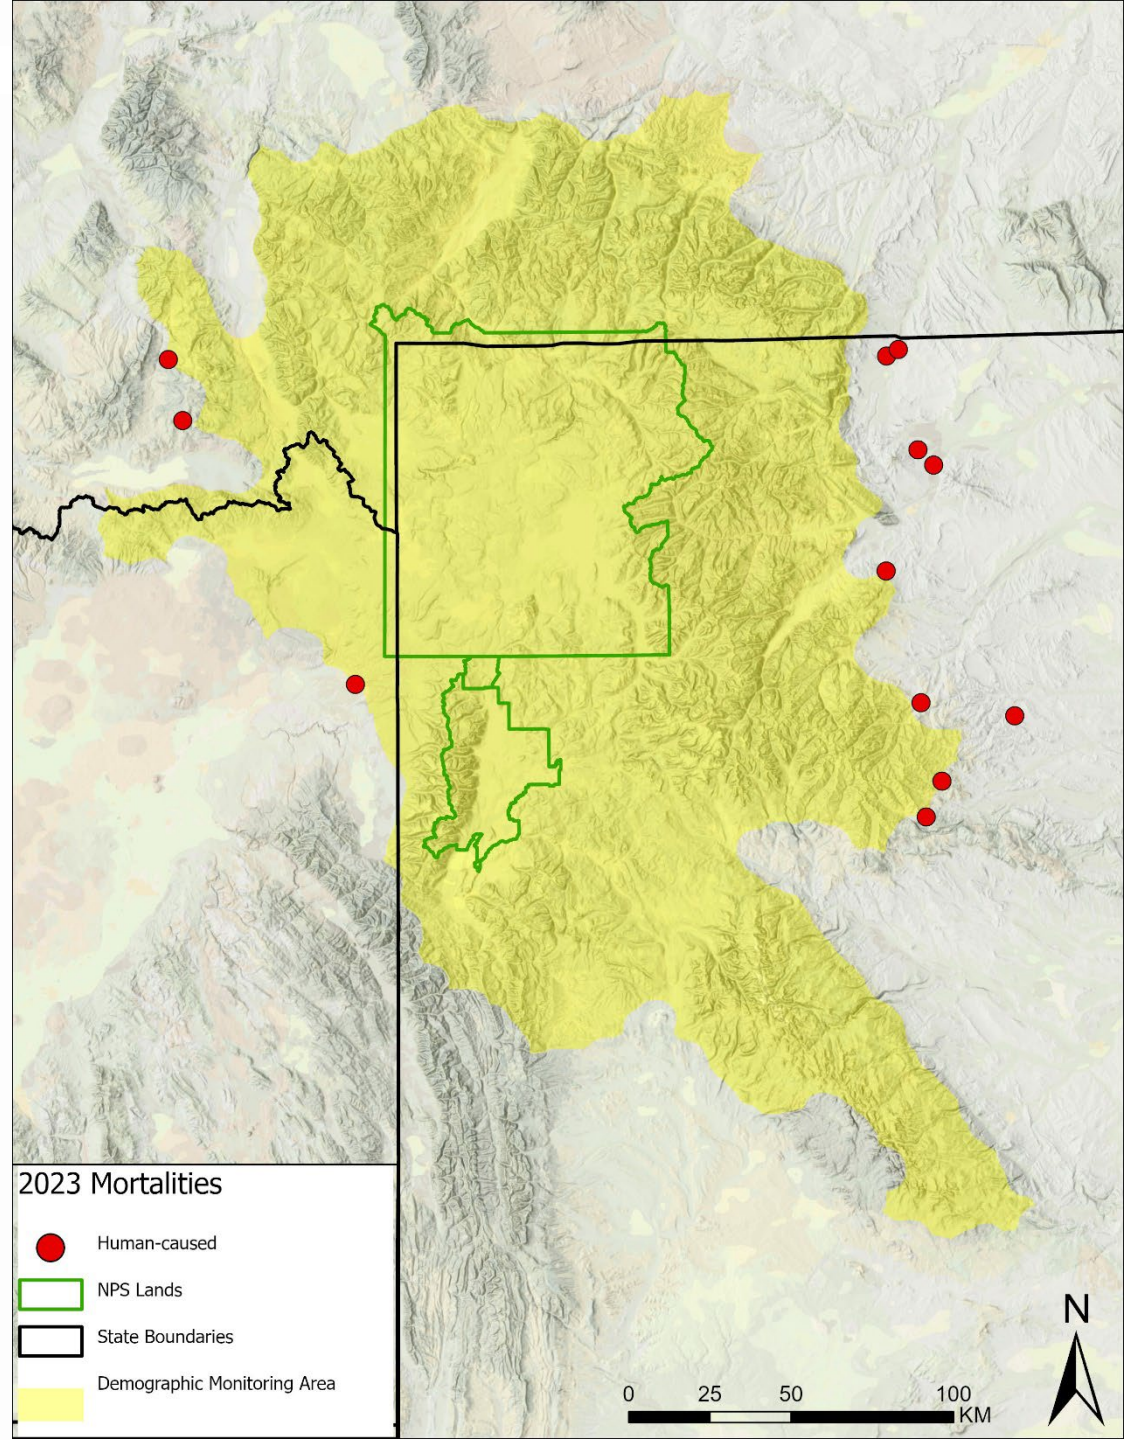 2023 Mortalities
Human-caused
NPS Lands
State Boundaries
Demographic Monitoring Area
N
0 25 50 100
KM